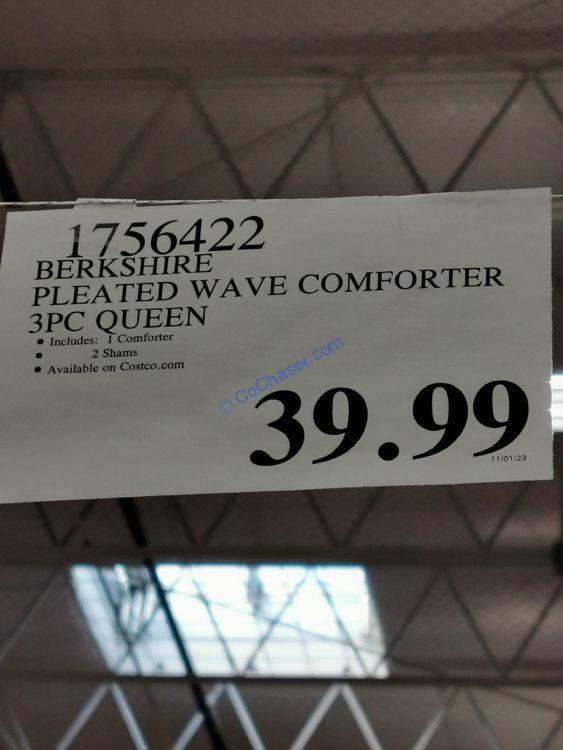 1756422
BERKSHIRE
PLEATED WAVE COMFORTER
3PC QUEEN
• Includes: 1 Comforter
• 2 Shams
• Available on Costco.com
© CoChaser.com
39.99
11/01/23